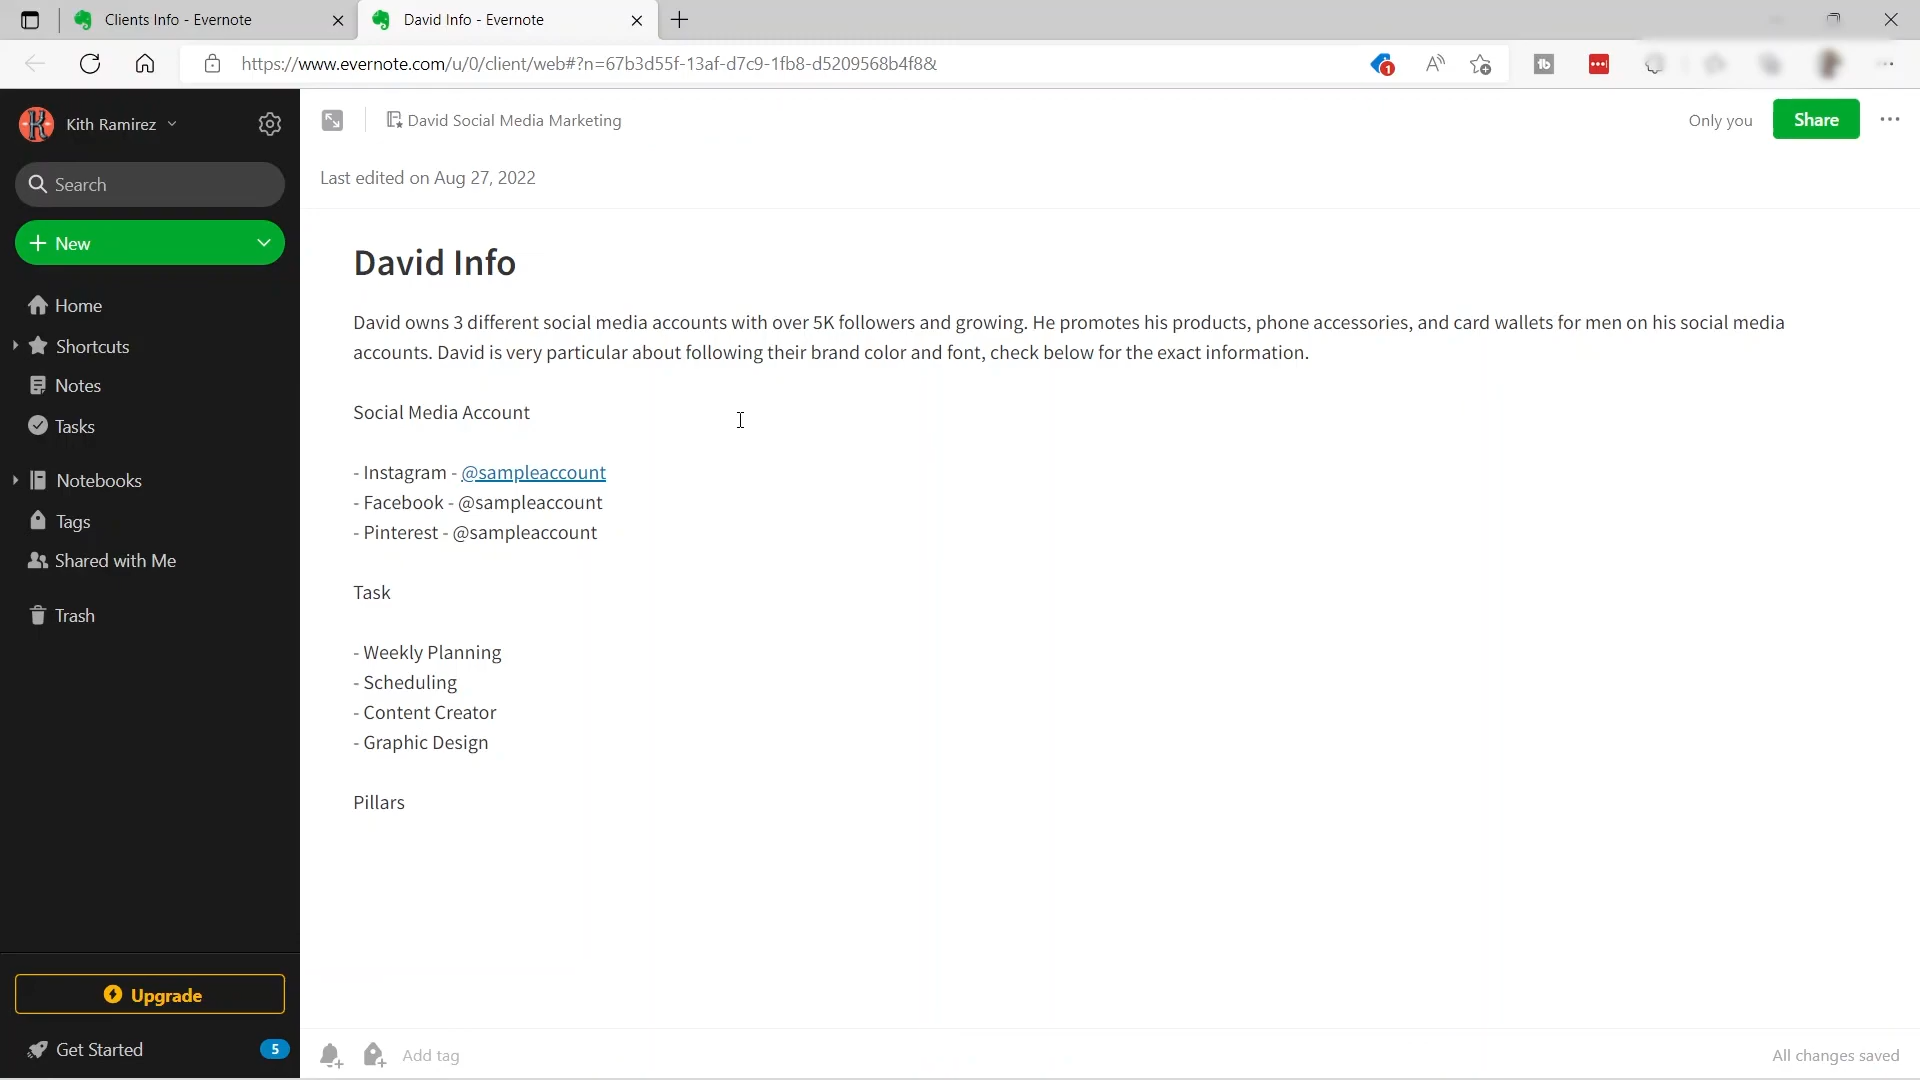 Clients Info - Evernote
David Info - Evernote
https://www.evernote.com/u/0/client/web#?n=67b3d55f-13af-d7c9-1fb8-d5209568b4f8&
1
A
tb
K
Kith Ramirez
David Social Media Marketing
Only you
Share
Search
Last edited on Aug 27, 2022
New
Home
Shortcuts
Notes
Tasks
Notebooks
Tags
Shared with Me
Trash
Upgrade
Get Started
5
David Info
David owns 3 different social media accounts with over 5K followers and growing. He promotes his products, phone accessories, and card wallets for men on his social media
accounts. David is very particular about following their brand color and font, check below for the exact information.
Social Media Account
- Instagram - @sampleaccount
- Facebook - @sampleaccount
- Pinterest - @sampleaccount
Task
- Weekly Planning
- Scheduling
- Content Creator
- Graphic Design
Pillars
Add tag
All changes saved